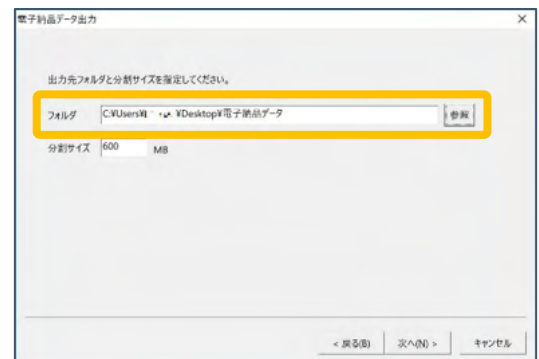 電子納品データ出力
出力先フォルダと分割サイズを指定してください。
フォルダ C:¥Users¥ ¥Desktop¥電子納品データ 参照
分割サイズ 600 MB
< 戻る(B) 次へ(N) > キャンセル